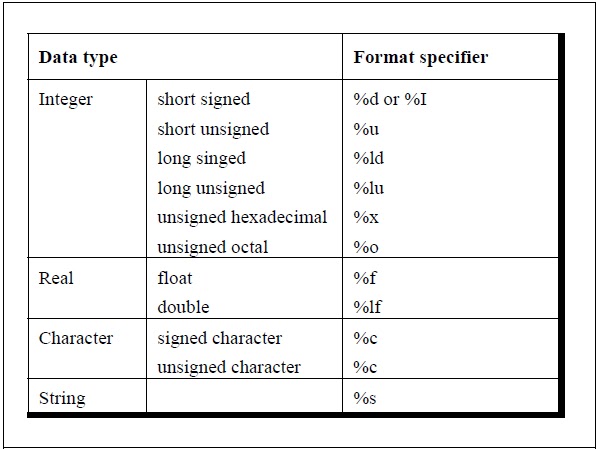 Data type Format specifier
Integer short signed %d or %I
short unsigned %u
long singed %ld
long unsigned %lu
unsigned hexadecimal %x
unsigned octal %o
Real float %f
double %lf
Character signed character %c
unsigned character %c
String %s